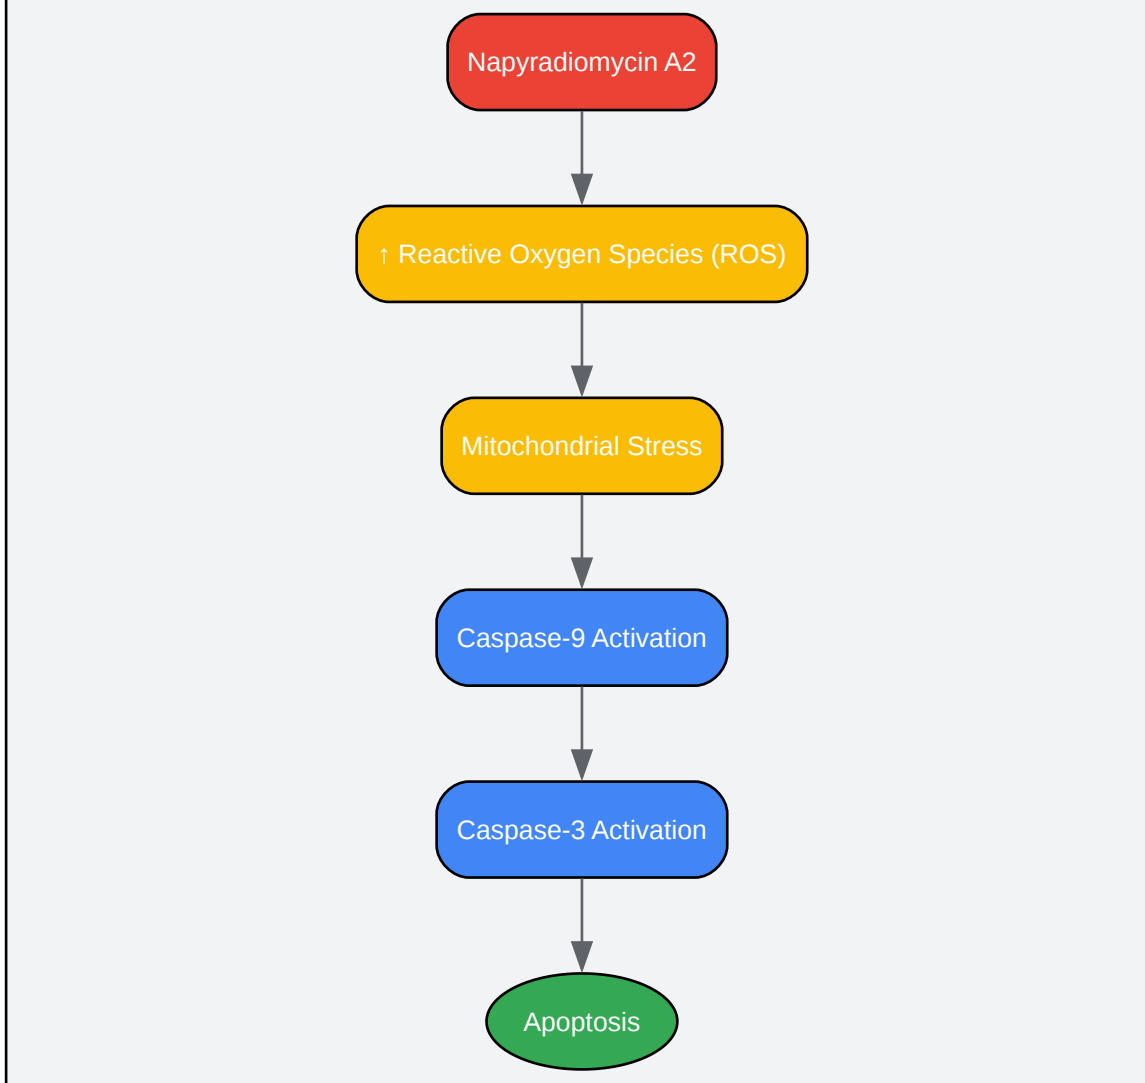 Napyradiomycin A2
↑ Reactive Oxygen Species (ROS)
Mitochondrial Stress
Caspase-9 Activation
Caspase-3 Activation
Apoptosis